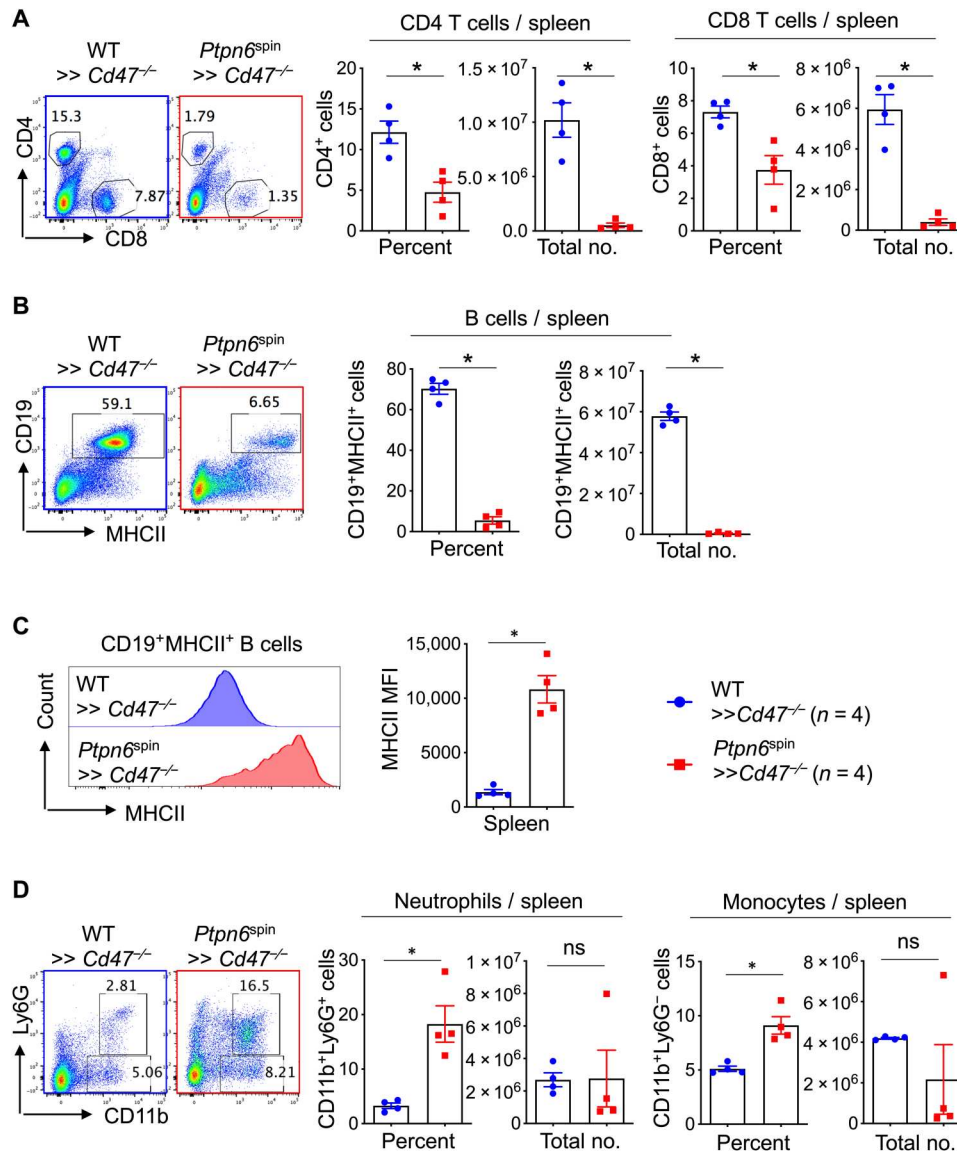 A
WT
>> Cd47⁻/⁻
Ptpn6ˢᵖⁱⁿ
>> Cd47⁻/⁻
CD4 T cells / spleen
CD8 T cells / spleen
15.3
7.87
1.79
1.35
CD4
CD8
CD4⁺ cells
20
15
10
5
0
*
Percent
1.5 × 10⁷
1.0 × 10⁷
5.0 × 10⁶
0.0
*
Total no.
CD8⁺ cells
10
8
6
4
2
0
*
Percent
8 × 10⁶
6 × 10⁶
4 × 10⁶
2 × 10⁶
0
*
Total no.
B
WT
>> Cd47⁻/⁻
Ptpn6ˢᵖⁱⁿ
>> Cd47⁻/⁻
B cells / spleen
59.1
6.65
CD19
MHCII
CD19⁺MHCII⁺ cells
80
60
40
20
0
*
Percent
CD19⁺MHCII⁺ cells
8 × 10⁷
6 × 10⁷
4 × 10⁷
2 × 10⁷
0
*
Total no.
C
CD19⁺MHCII⁺ B cells
WT
>> Cd47⁻/⁻
Ptpn6ˢᵖⁱⁿ
>> Cd47⁻/⁻
Count
MHCII
MHCII MFI
15,000
10,000
5000
0
*
Spleen
WT
>>Cd47⁻/⁻ (n = 4)
Ptpn6ˢᵖⁱⁿ
>>Cd47⁻/⁻ (n = 4)
D
WT
>> Cd47⁻/⁻
Ptpn6ˢᵖⁱⁿ
>> Cd47⁻/⁻
Neutrophils / spleen
Monocytes / spleen
2.81
5.06
16.5
8.21
Ly6G
CD11b
CD11b⁺Ly6G⁺ cells
30
20
10
0
*
Percent
1 × 10⁷
8 × 10⁶
6 × 10⁶
4 × 10⁶
2 × 10⁶
0
ns
Total no.
CD11b⁺Ly6G⁻ cells
15
10
5
0
*
Percent
8 × 10⁶
6 × 10⁶
4 × 10⁶
2 × 10⁶
0
ns
Total no.